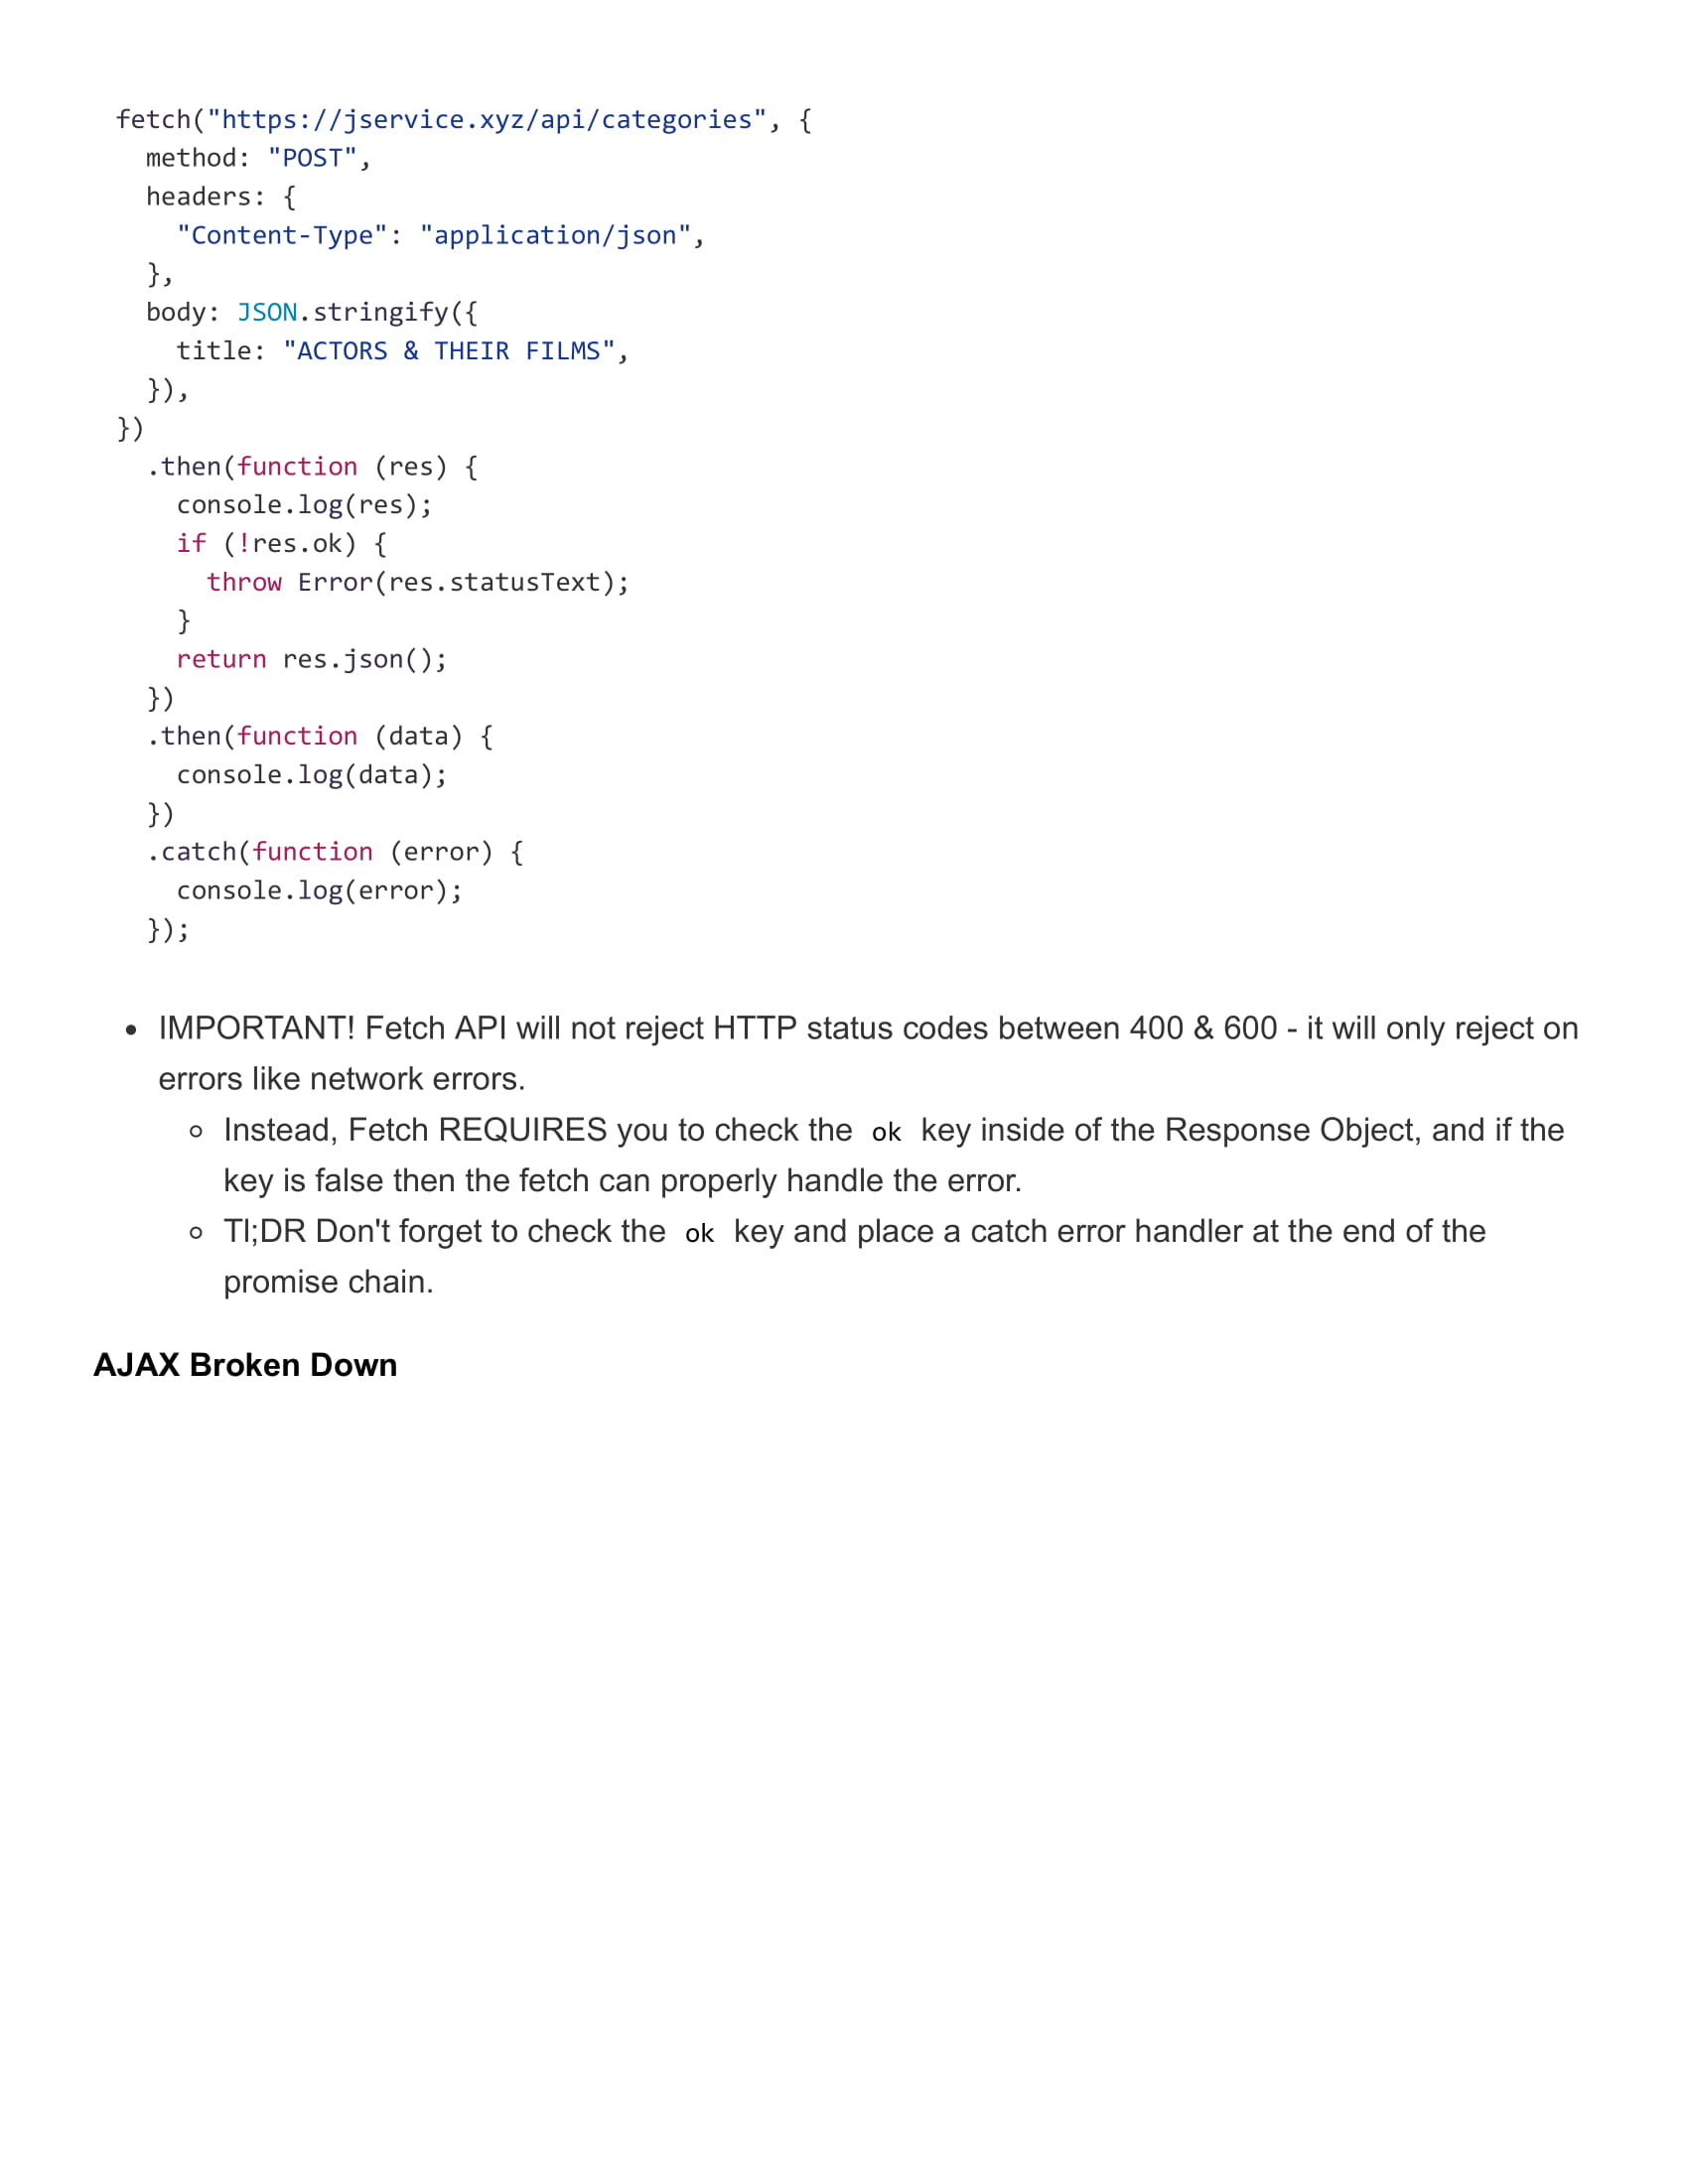 fetch("https://jservice.xyz/api/categories", {
  method: "POST",
  headers: {
    "Content-Type": "application/json",
  },
  body: JSON.stringify({
    title: "ACTORS & THEIR FILMS",
  }),
})
  .then(function (res) {
    console.log(res);
    if (!res.ok) {
      throw Error(res.statusText);
    }
    return res.json();
  })
  .then(function (data) {
    console.log(data);
  })
  .catch(function (error) {
    console.log(error);
  });
• IMPORTANT! Fetch API will not reject HTTP status codes between 400 & 600 - it will only reject on
errors like network errors.
◦ Instead, Fetch REQUIRES you to check the ok key inside of the Response Object, and if the
key is false then the fetch can properly handle the error.
◦ Tl;DR Don't forget to check the ok key and place a catch error handler at the end of the
promise chain.
AJAX Broken Down